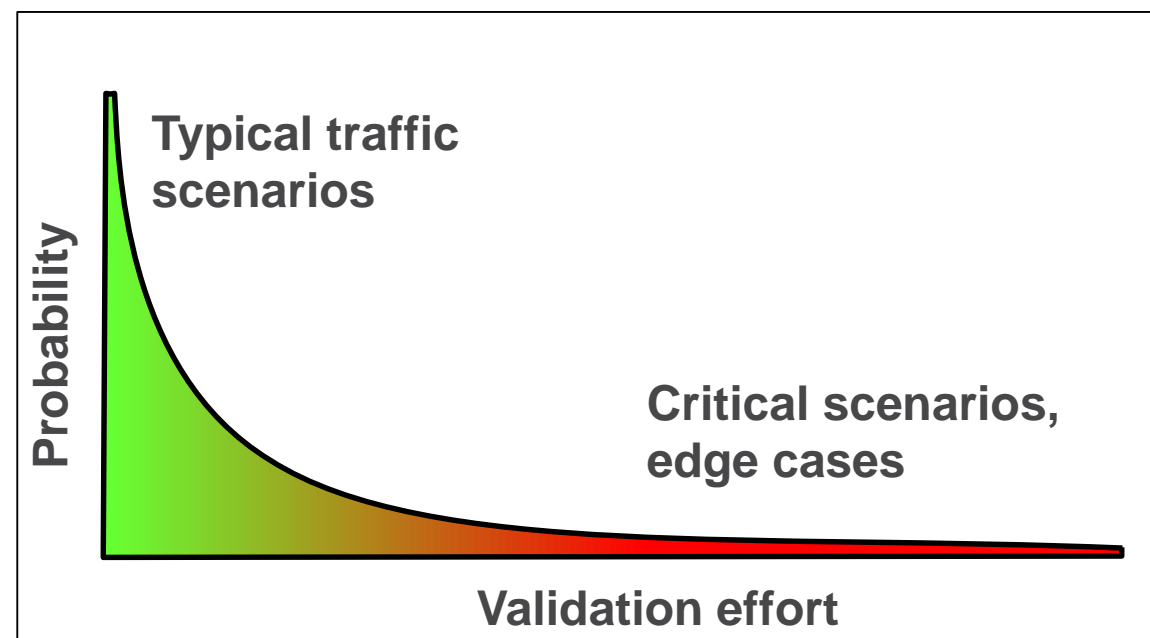 Typical traffic
scenarios
Probability
Critical scenarios,
edge cases
Validation effort